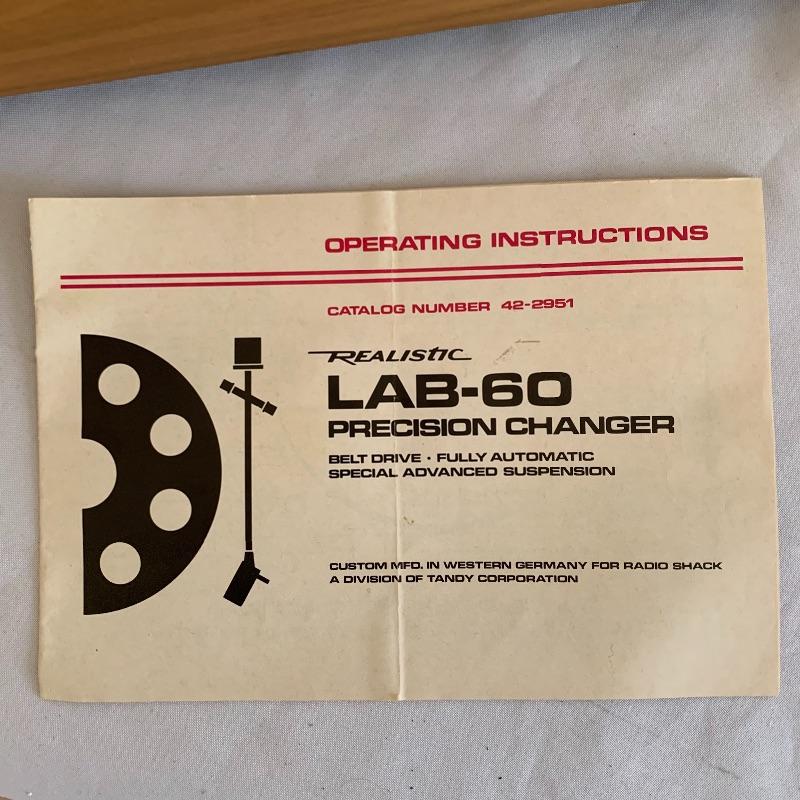 OPERATING INSTRUCTIONS
CATALOG NUMBER 42-2951
REALISTIC
LAB-60
PRECISION CHANGER
BELT DRIVE · FULLY AUTOMATIC
SPECIAL ADVANCED SUSPENSION
CUSTOM MFD. IN WESTERN GERMANY FOR RADIO SHACK
A DIVISION OF TANDY CORPORATION